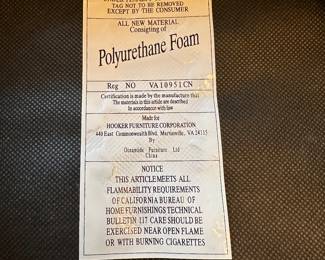 TAG NOT TO BE REMOVED
EXCEPT BY THE CONSUMER
ALL NEW MATERIAL
Consigting of
Polyurethane Foam
Reg NO VA10951CN
Certification is made by the manufacture that
The materials in this article are described
In accordancea with law
Made for
HOOKER FURNITURE CORPORATION
440 East Commonwealth Blvd. Martinsville, VA 24115
By
Oceanside Furniture Ltd
China
NOTICE
THIS ARTICLE MEETS ALL
FLAMMABILITY REQUIREMENTS
OF CALIFORNIA BUREAU OF
HOME FURNISHINGS TECHNICAL
BULLETIN 117 CARE SHOULD BE
EXERCISED NEAR OPEN FLAME
OR WITH BURNING CIGARETTES